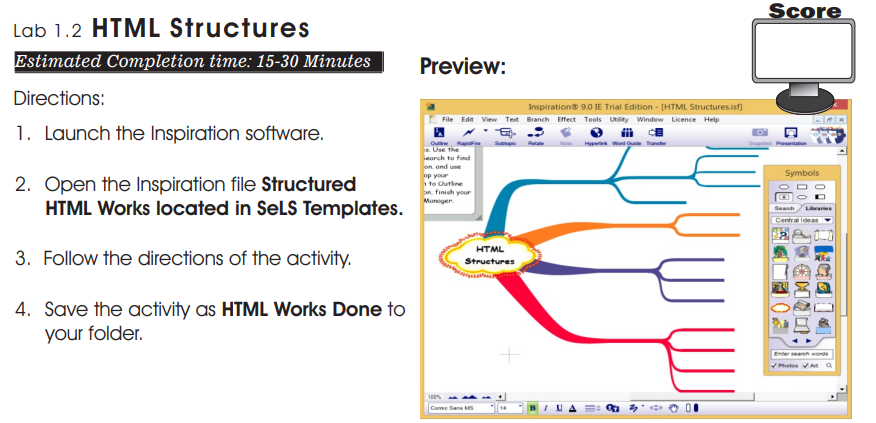 Lab 1.2 HTML Structures
Score
Estimated Completion time: 15-30 Minutes
Preview:
Directions:
1. Launch the Inspiration software.
2. Open the Inspiration file Structured
HTML Works located in SeLS Templates.
3. Follow the directions of the activity.
4. Save the activity as HTML Works Done to
your folder.
Inspiration® 9.0 IE Trial Edition - [HTML Structures.isf]
File Edit View Text Branch Effect Tools Utility Window Licence Help
Outline RapidFire Subtopic Relate Note Hyperlink Word Guide Transfer Snapshot Presentation
s. Use the
Search to find
on, and use
op your
to Outline
on, finish your
Manager.
HTML
Structures
Symbols
Search Libraries
Central Ideas
Enter search words
Photos Art
100%
Comic Sans MS 14 B I U A